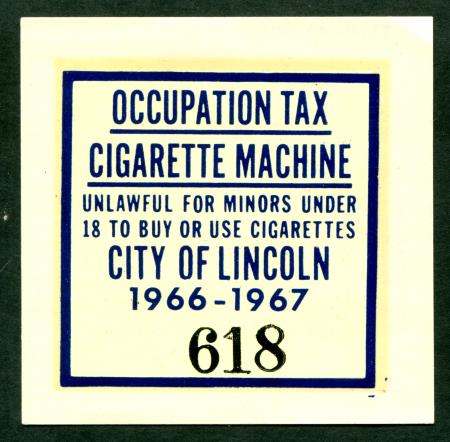 OCCUPATION TAX
CIGARETTE MACHINE
UNLAWFUL FOR MINORS UNDER
18 TO BUY OR USE CIGARETTES
CITY OF LINCOLN
1966-1967
618